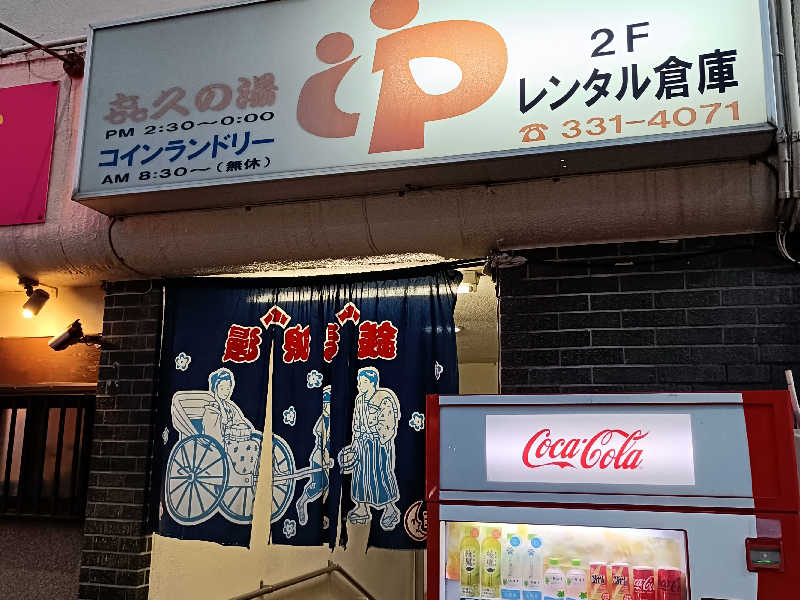 喜久の湯
PM 2:30〜0:00
コインランドリー
AM 8:30〜(無休)
2F
レンタル倉庫
☎ 331-4071
Coca-Cola